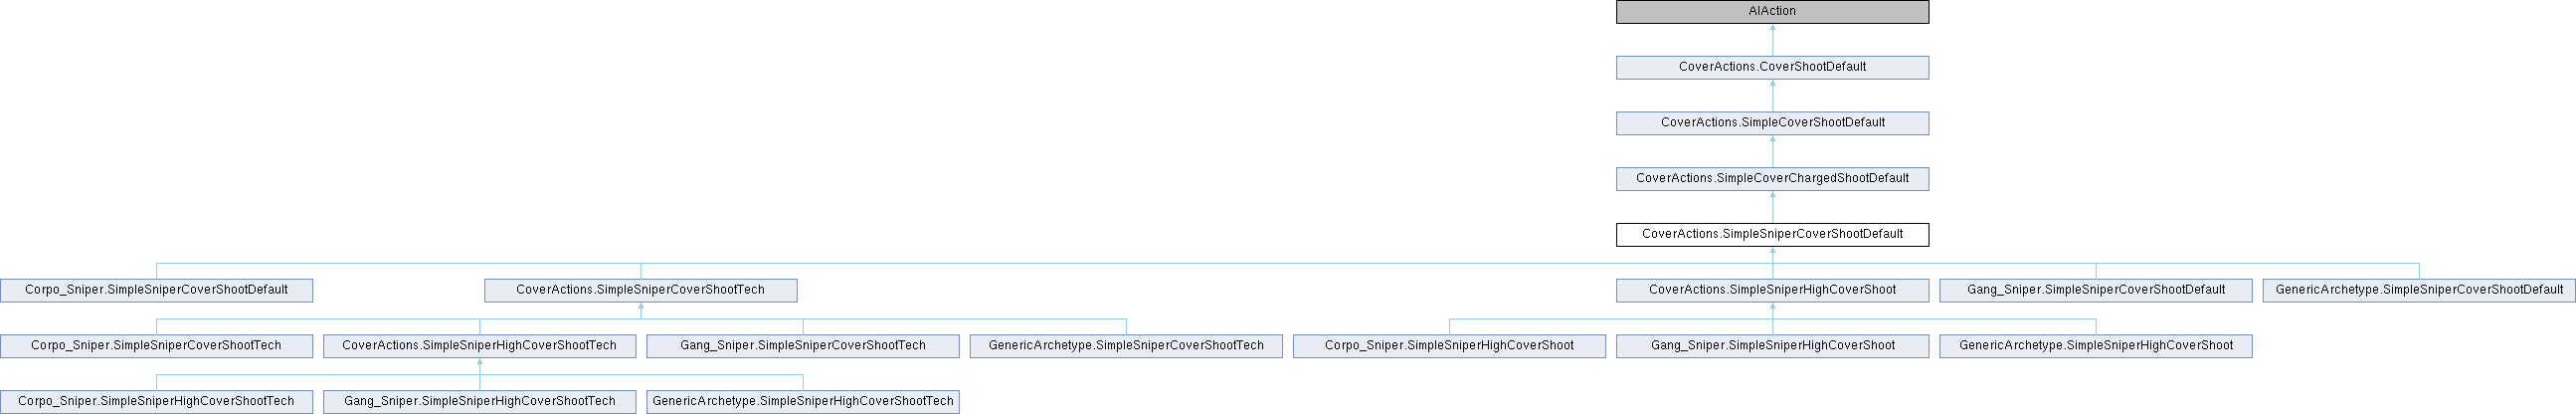 AIAction
CoverActions.CoverShootDefault
CoverActions.SimpleCoverShootDefault
CoverActions.SimpleCoverChargedShootDefault
CoverActions.SimpleSniperCoverShootDefault
Corpo_Sniper.SimpleSniperCoverShootDefault
CoverActions.SimpleSniperCoverShootTech
CoverActions.SimpleSniperHighCoverShoot
Gang_Sniper.SimpleSniperCoverShootDefault
GenericArchetype.SimpleSniperCoverShootDefault
Corpo_Sniper.SimpleSniperCoverShootTech
CoverActions.SimpleSniperHighCoverShootTech
Gang_Sniper.SimpleSniperCoverShootTech
GenericArchetype.SimpleSniperCoverShootTech
Corpo_Sniper.SimpleSniperHighCoverShoot
Gang_Sniper.SimpleSniperHighCoverShoot
GenericArchetype.SimpleSniperHighCoverShoot
Corpo_Sniper.SimpleSniperHighCoverShootTech
Gang_Sniper.SimpleSniperHighCoverShootTech
GenericArchetype.SimpleSniperHighCoverShootTech